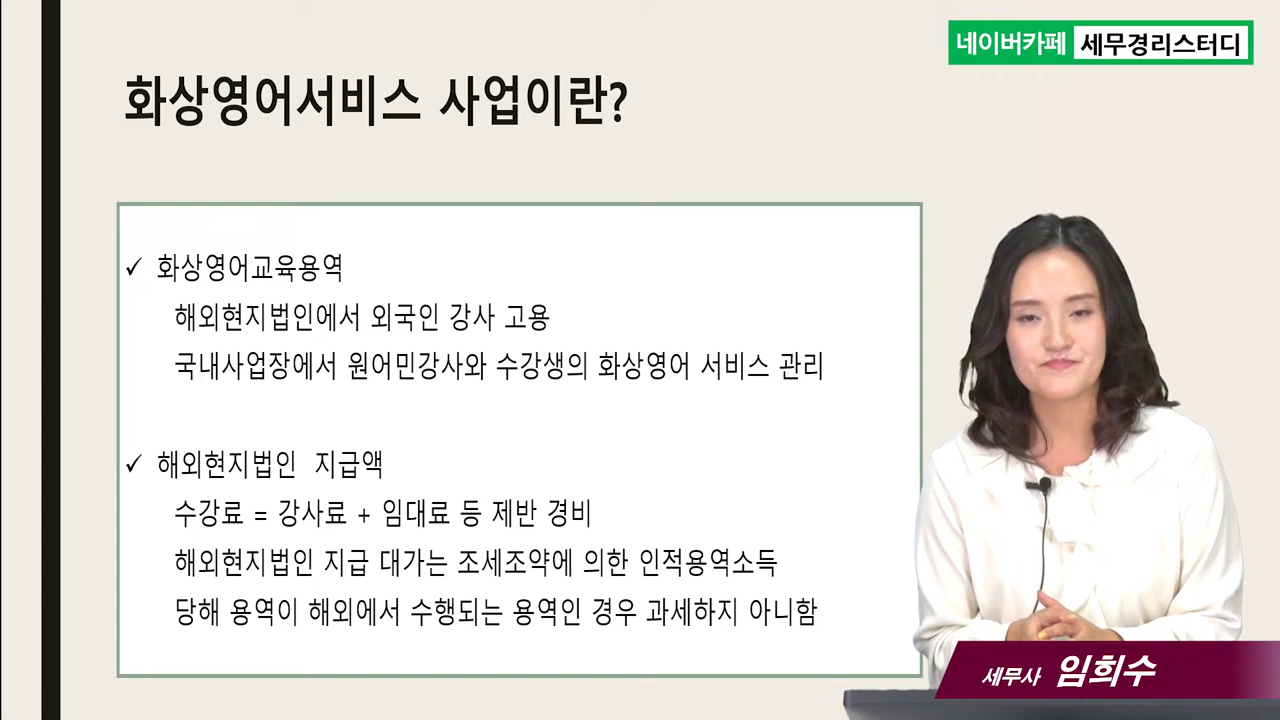 네이버카페 세무경리스터디
화상영어서비스 사업이란?
✓ 화상영어교육용역
해외현지법인에서 외국인 강사 고용
국내사업장에서 원어민강사와 수강생의 화상영어 서비스 관리
✓ 해외현지법인 지급액
수강료 = 강사료 + 임대료 등 제반 경비
해외현지법인 지급 대가는 조세조약에 의한 인적용역소득
당해 용역이 해외에서 수행되는 용역인 경우 과세하지 아니함
세무사 임희수